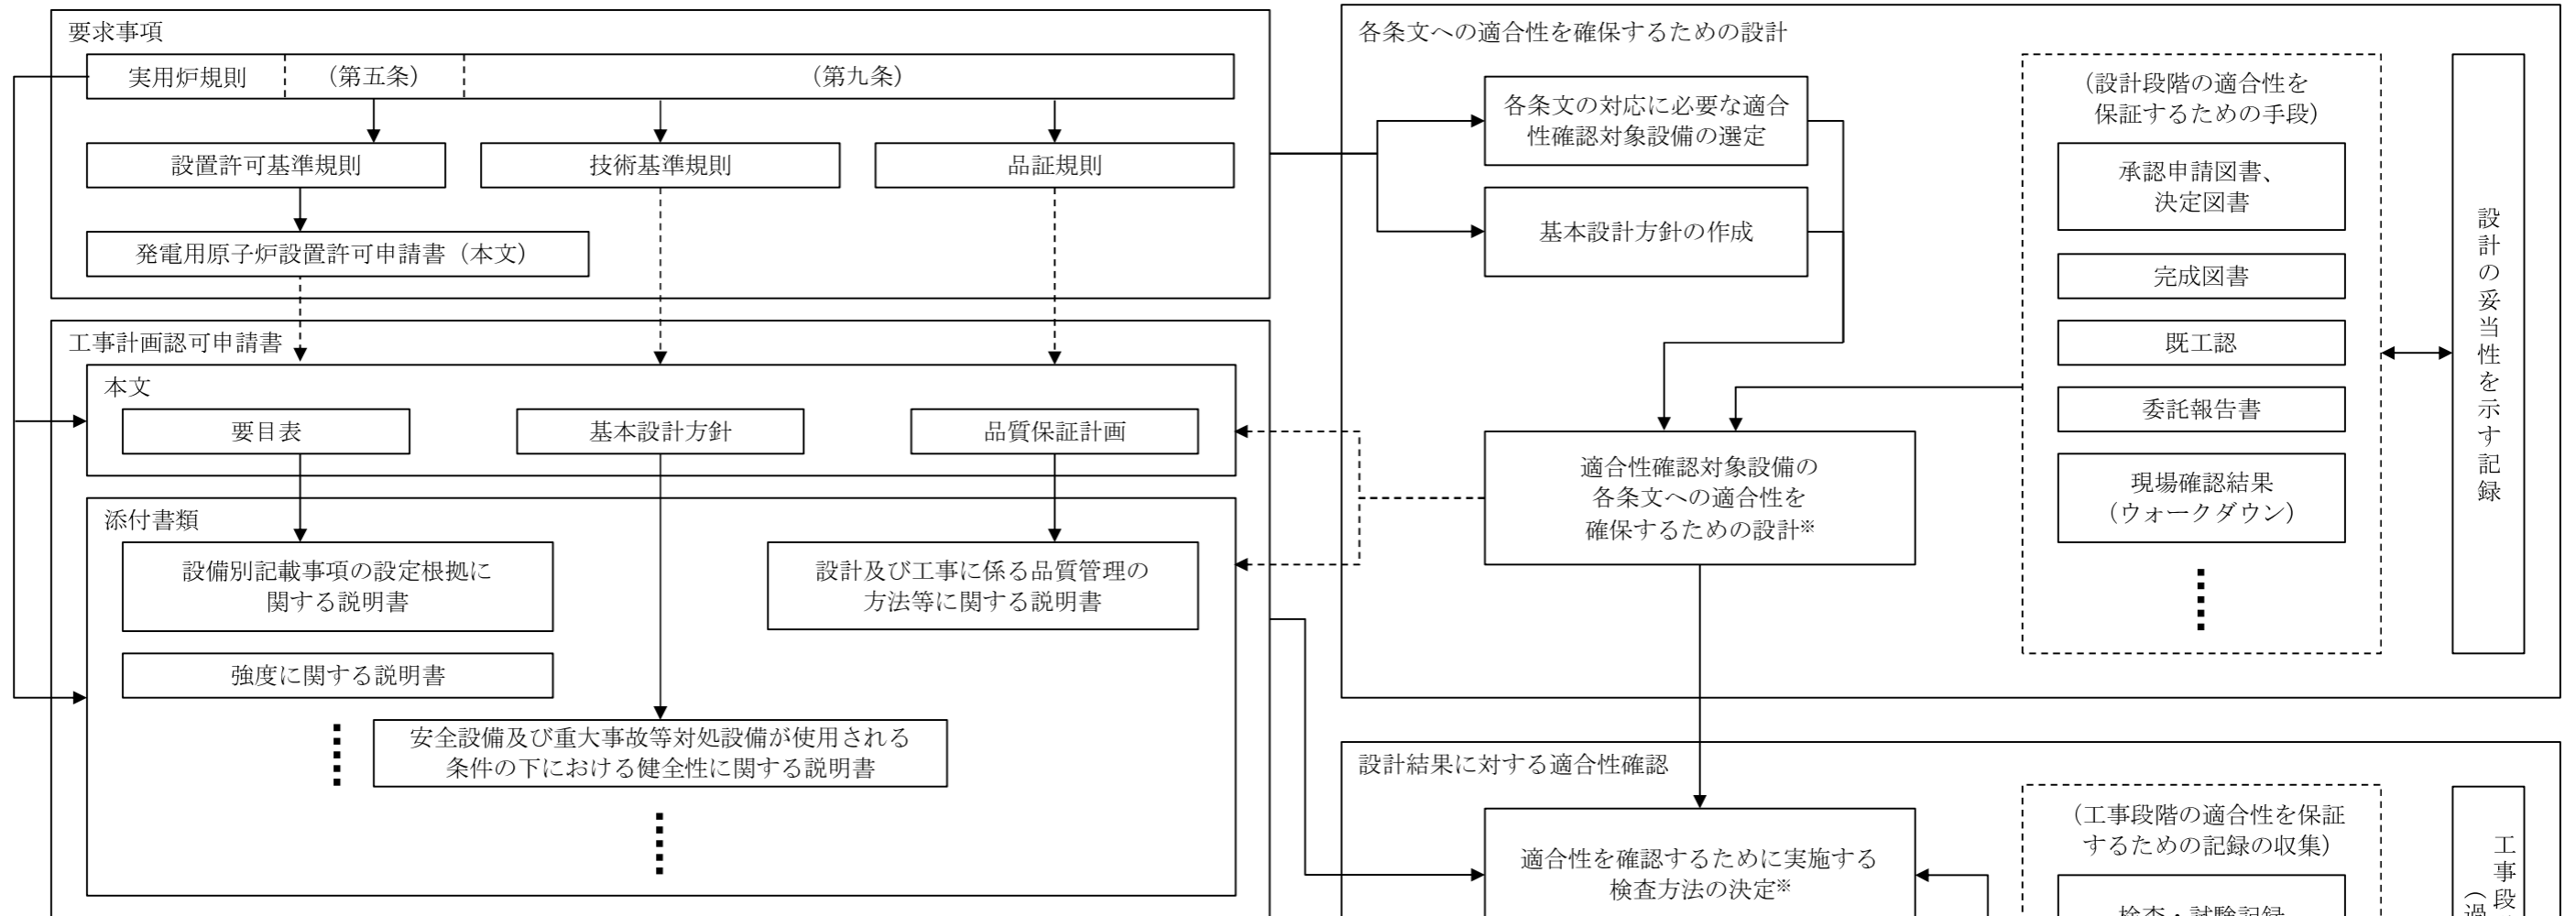 要求事項
実用炉規則
（第五条）
（第九条）
設置許可基準規則
技術基準規則
品証規則
発電用原子炉設置許可申請書（本文）
工事計画認可申請書
本文
要目表
基本設計方針
品質保証計画
添付書類
設備別記載事項の設定根拠に
関する説明書
設計及び工事に係る品質管理の
方法等に関する説明書
強度に関する説明書
安全設備及び重大事故等対処設備が使用される
条件の下における健全性に関する説明書
各条文への適合性を確保するための設計
各条文の対応に必要な適合
性確認対象設備の選定
基本設計方針の作成
適合性確認対象設備の
各条文への適合性を
確保するための設計※
（設計段階の適合性を
保証するための手段）
承認申請図書、
決定図書
完成図書
既工認
委託報告書
現場確認結果
（ウォークダウン）
設計の妥当性を示す記録
設計結果に対する適合性確認
適合性を確認するために実施する
検査方法の決定※
（工事段階の適合性を保証
するための記録の収集）
検査・試験記録
工事段
（過